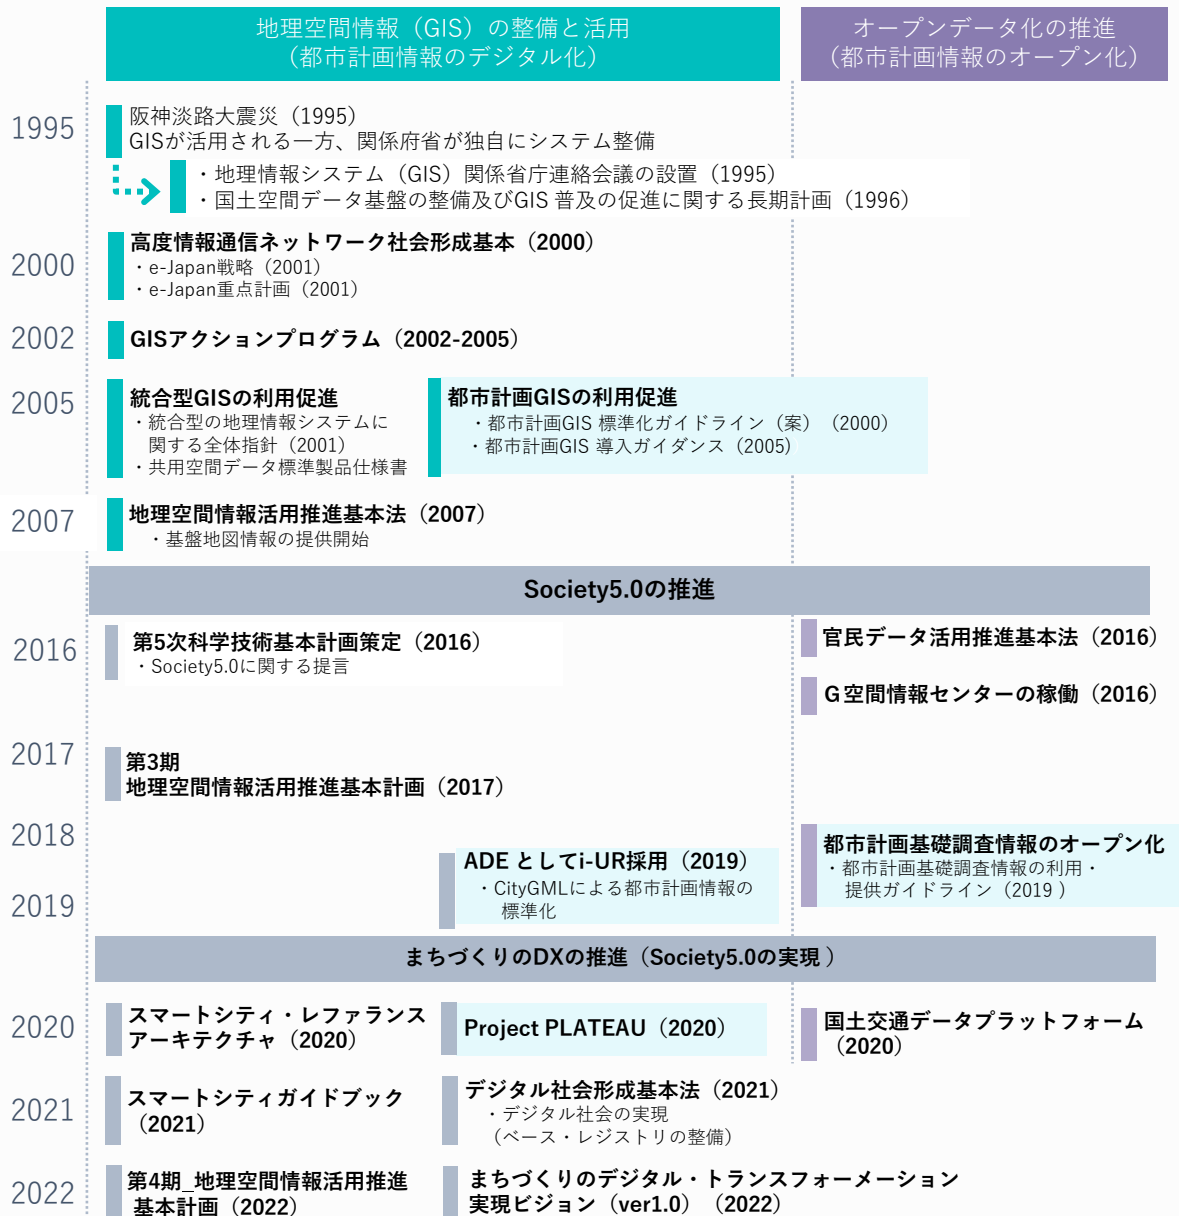 地理空間情報（GIS）の整備と活用
（都市計画情報のデジタル化）
オープンデータ化の推進
（都市計画情報のオープン化）
1995
阪神淡路大震災（1995）
GISが活用される一方、関係府省が独自にシステム整備
・地理情報システム（GIS）関係省庁連絡会議の設置（1995）
・国土空間データ基盤の整備及びGIS 普及の促進に関する長期計画（1996）
2000
高度情報通信ネットワーク社会形成基本（2000）
・e-Japan戦略（2001）
・e-Japan重点計画（2001）
2002
GISアクションプログラム（2002-2005）
2005
統合型GISの利用促進
・統合型の地理情報システムに
関する全体指針（2001）
・共用空間データ標準製品仕様書
都市計画GISの利用促進
・都市計画GIS 標準化ガイドライン（案）（2000）
・都市計画GIS 導入ガイダンス（2005）
2007
地理空間情報活用推進基本法（2007）
・基盤地図情報の提供開始
Society5.0の推進
2016
第5次科学技術基本計画策定（2016）
・Society5.0に関する提言
官民データ活用推進基本法（2016）
Ｇ空間情報センターの稼働（2016）
2017
第3期
地理空間情報活用推進基本計画（2017）
2018
都市計画基礎調査情報のオープン化
・都市計画基礎調査情報の利用・
提供ガイドライン（2019 ）
2019
ADE としてi-UR採用（2019）
・CityGMLによる都市計画情報の
標準化
まちづくりのDXの推進（Society5.0の実現 ）
2020
スマートシティ・レファランス
アーキテクチャ（2020）
Project PLATEAU（2020）
国土交通データプラットフォーム
（2020）
2021
スマートシティガイドブック
（2021）
デジタル社会形成基本法（2021）
・デジタル社会の実現
（ベース・レジストリの整備）
2022
第4期_地理空間情報活用推進
基本計画（2022）
まちづくりのデジタル・トランスフォーメーション
実現ビジョン（ver1.0）（2022）